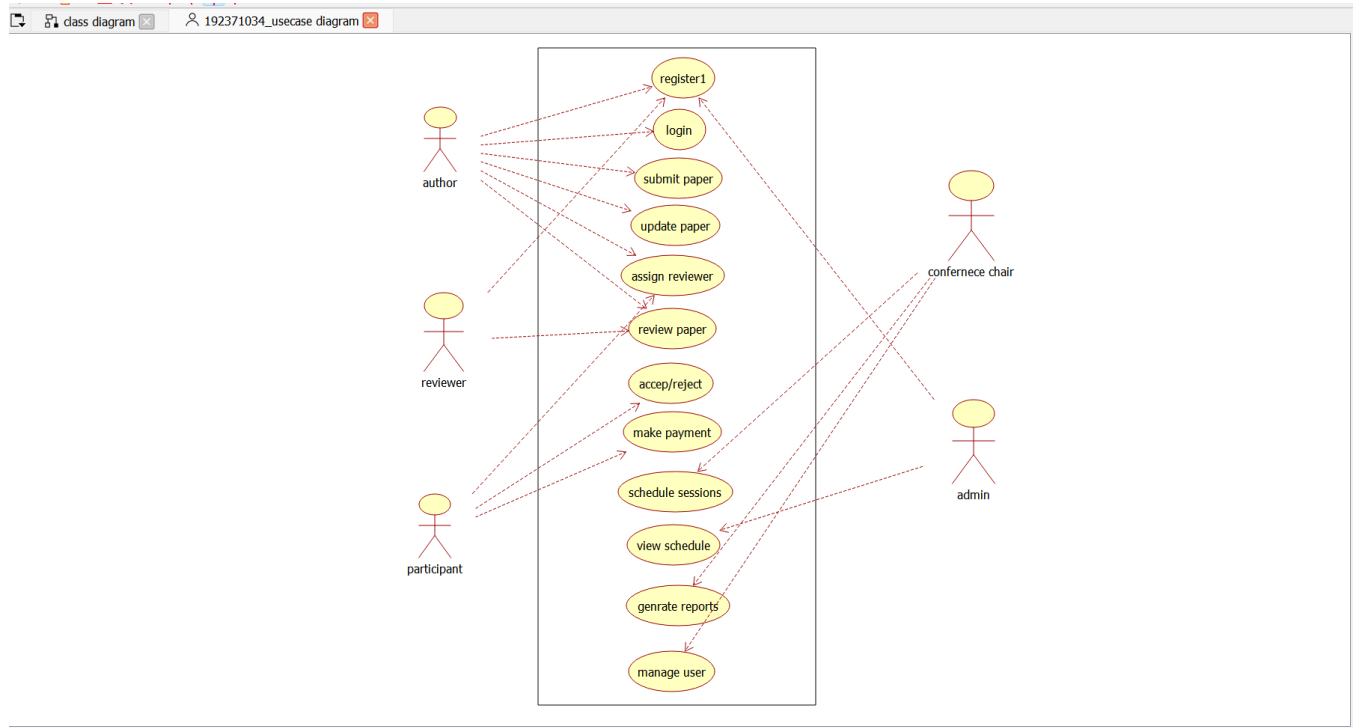 class diagram
192371034_usecase diagram
register1
login
submit paper
update paper
assign reviewer
review paper
accep/reject
make payment
schedule sessions
view schedule
genrate reports
manage user
author
reviewer
participant
confernece chair
admin